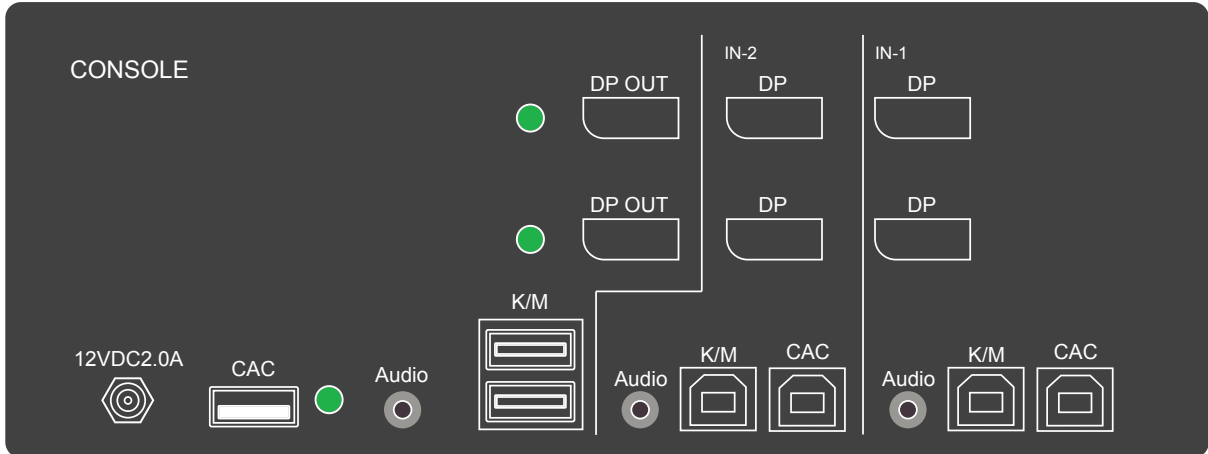 CONSOLE
DP OUT
DP OUT
K/M
12VDC2.0A
CAC
Audio
IN-2
DP
DP
Audio
K/M
CAC
IN-1
DP
DP
Audio
K/M
CAC